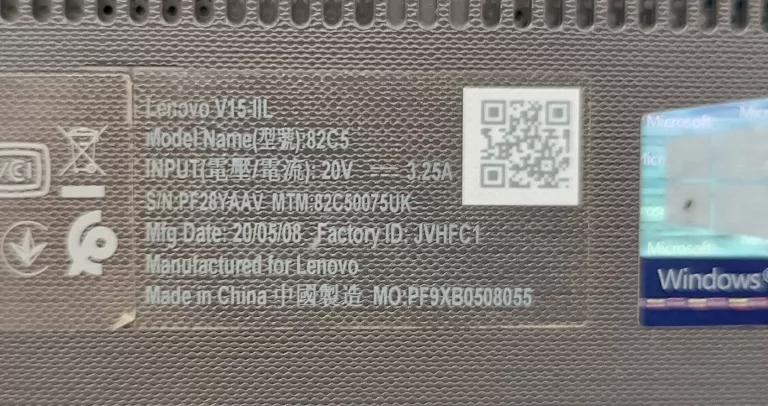 Lenovo V15-IIL
Model Name(型號):82C5
INPUT(電壓/電流): 20V ⎓ 3.25A
S/N:PF28YAAV MTM:82C50075UK
Mfg Date: 20/05/08 Factory ID: JVHFC1
Manufactured for Lenovo
Made in China 中國製造 MO:PF9XB0508055
VCI
Microsoft
Microsoft
Windows®